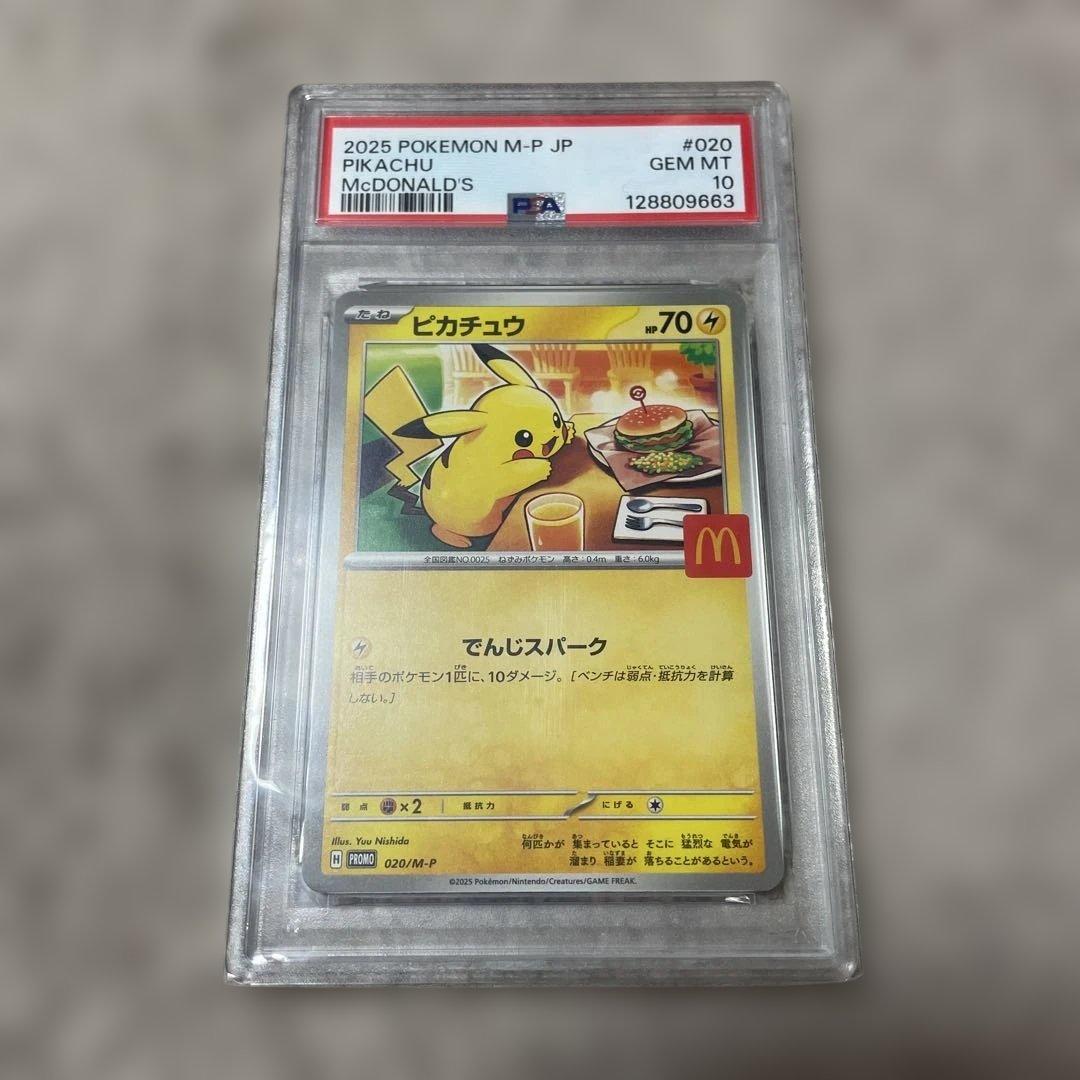 2025 POKEMON M-P JP #020
PIKACHU GEM MT
McDONALD'S 10
PSA 128809663
たね ピカチュウ HP70
M
全国図鑑NO.0025 ねずみポケモン 高さ:0.4m 重さ:6.0kg
でんじスパーク
相手のポケモン1匹に、10ダメージ。[ベンチは弱点・抵抗力を計算
しない。]
弱点 ×2 抵抗力 にげる
Illus. Yuu Nishida
何匹かが 集まっていると そこに 猛烈な 電気が
溜まり 稲妻が 落ちることがあるという。
H PROMO 020/M-P
©2025 Pokémon/Nintendo/Creatures/GAME FREAK.